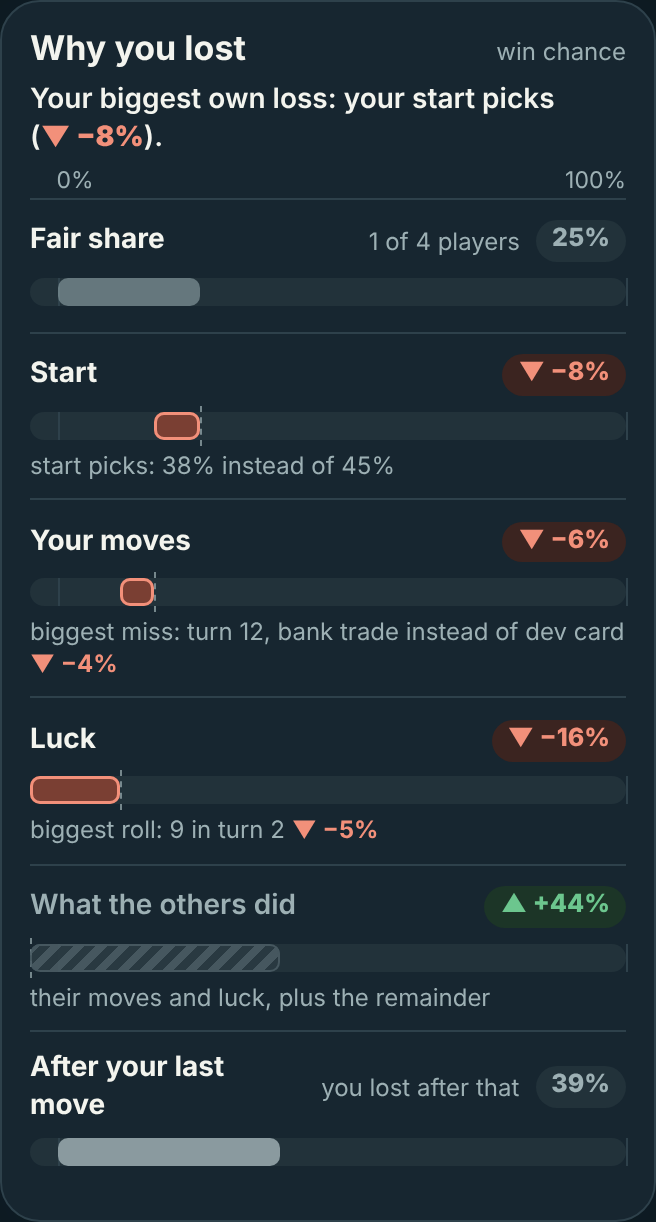 Why you lost win chance
Your biggest own loss: your start picks
(▼ −8%).
0% 100%
Fair share 1 of 4 players 25%
Start ▼ −8%
start picks: 38% instead of 45%
Your moves ▼ −6%
biggest miss: turn 12, bank trade instead of dev card
▼ −4%
Luck ▼ −16%
biggest roll: 9 in turn 2 ▼ −5%
What the others did ▲ +44%
their moves and luck, plus the remainder
After your last
move
you lost after that 39%